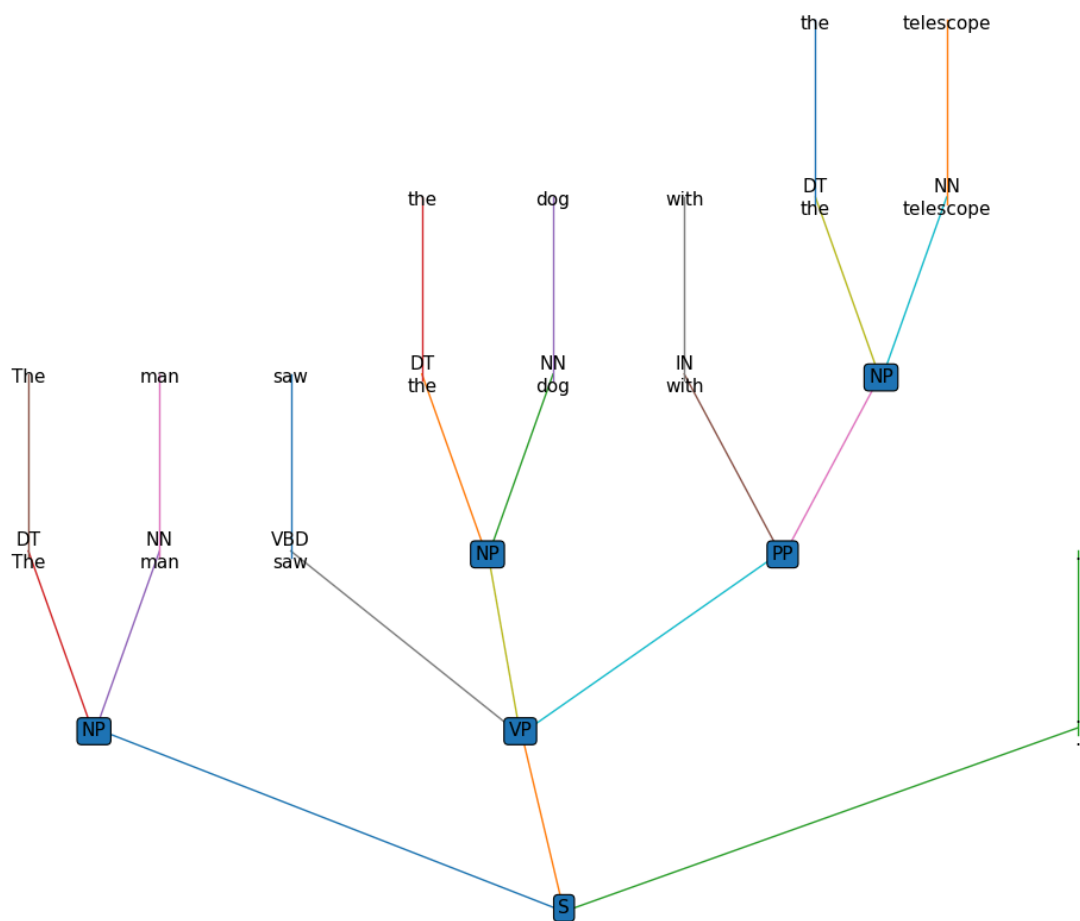 the telescope
DT NN
the telescope
the dog with
DT NN IN
the dog with
NP
The man saw
DT NN VBD
The man saw
NP
PP
.
NP
VP
.
.
S